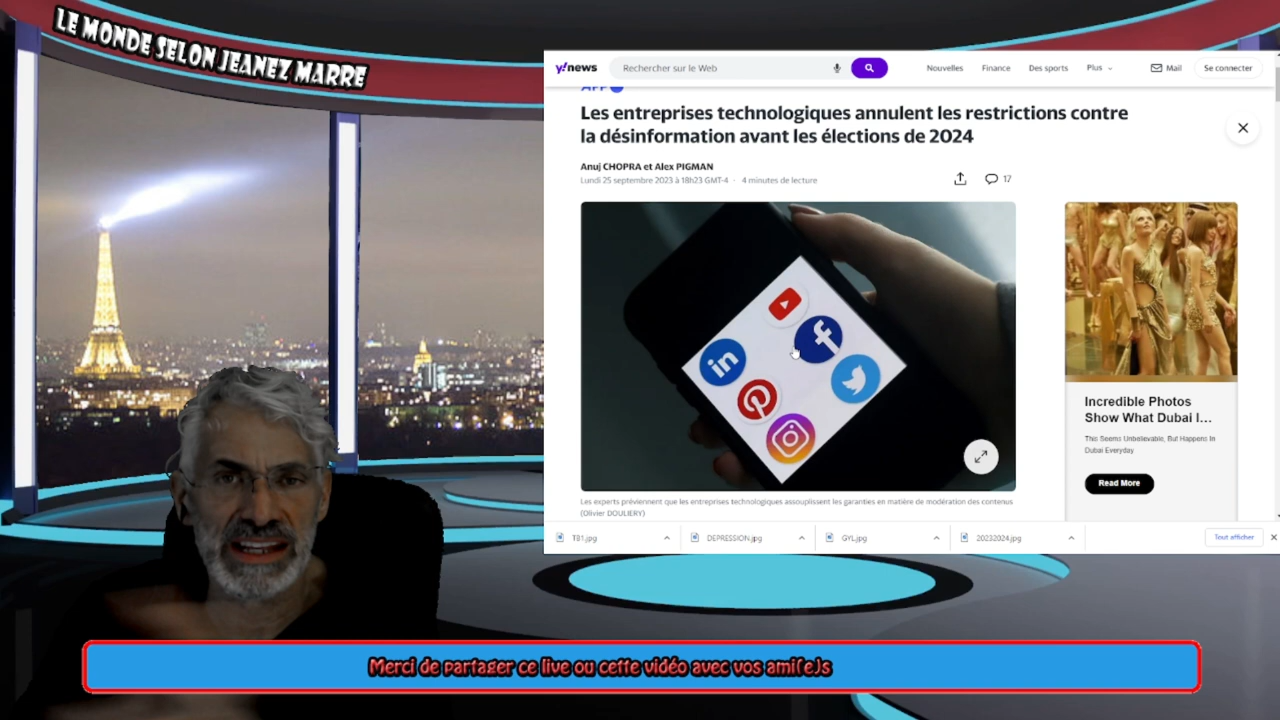 LE MONDE SELON JEANEZ MARRE
y!news
Rechercher sur le Web
Nouvelles
Finance
Des sports
Plus
Mail
Se connecter
Les entreprises technologiques annulent les restrictions contre
la désinformation avant les élections de 2024
Anuj CHOPRA et Alex PIGMAN
Lundi 25 septembre 2023 à 18h23 GMT-4 · 4 minutes de lecture
17
in
Les experts préviennent que les entreprises technologiques assouplissent les garanties en matière de modération des contenus
(Olivier DOULIERY)
Incredible Photos
Show What Dubai I...
This Seems Unbelievable, But Happens In
Dubai Everyday
Read More
TB1.jpg
DEPRESSION.jpg
GYL.jpg
20232024.jpg
Tout afficher
Merci de partager ce live ou cette vidéo avec vos ami(e)s